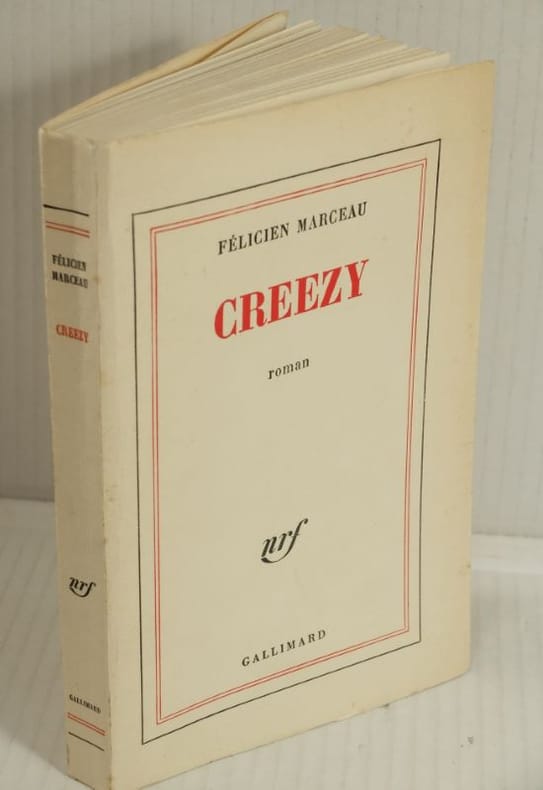 FÉLICIEN
MARCEAU
CREEZY
nrf
GALLIMARD
FÉLICIEN MARCEAU
CREEZY
roman
nrf
GALLIMARD